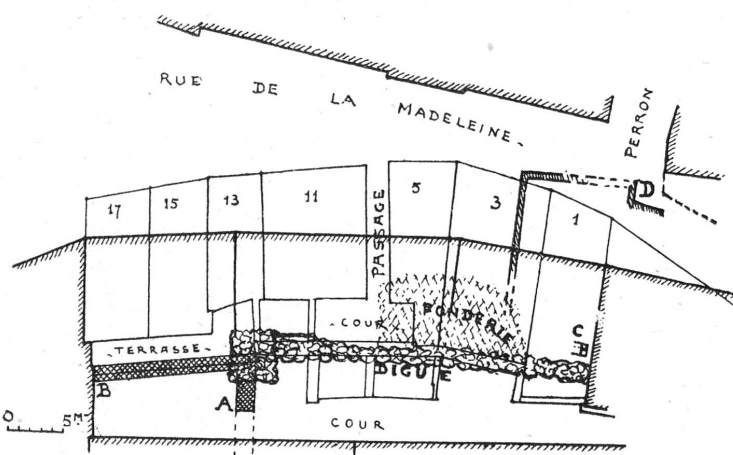 RUE DE LA MADELEINE.
PERRON
17 15 13 11 PASSAGE 5 3 1 D
FONDERIE
COUR
C
B
TERRASSE
DIGUE
B
A
COUR
0 5M